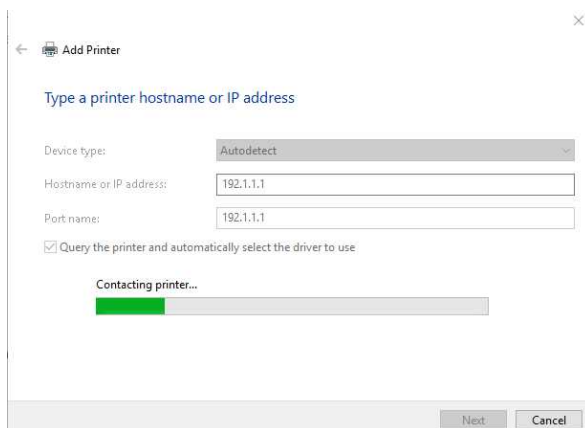 Add Printer
Type a printer hostname or IP address
Device type: Autodetect
Hostname or IP address: 192.1.1.1
Port name: 192.1.1.1
Query the printer and automatically select the driver to use
Contacting printer...
Next Cancel